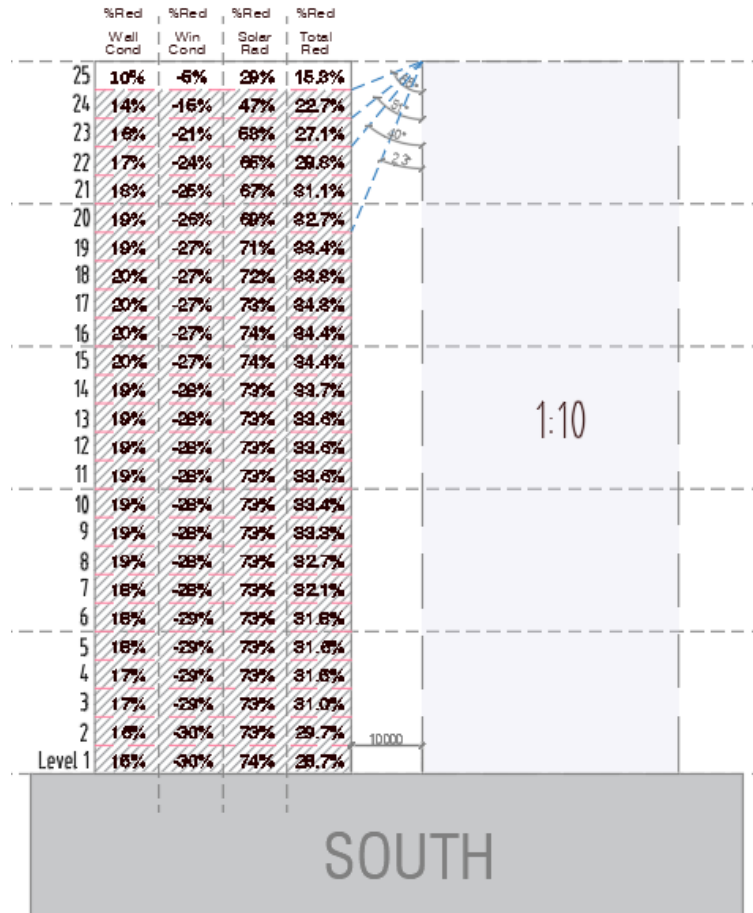 %Red %Red %Red %Red
Wall Cond Win Cond Solar Rad Total Red
25 10% -5% 29% 15.3%
24 14% -15% 47% 22.7%
23 16% -21% 58% 27.1%
22 17% -24% 65% 29.8%
21 18% -25% 67% 31.1%
20 19% -26% 69% 32.7%
19 19% -27% 71% 33.4%
18 20% -27% 72% 33.8%
17 20% -27% 73% 34.3%
16 20% -27% 74% 34.4%
15 20% -27% 74% 34.4%
14 19% -28% 73% 33.7%
13 19% -28% 73% 33.6%
12 19% -28% 73% 33.6%
11 19% -28% 73% 33.6%
10 19% -28% 73% 33.4%
9 19% -28% 73% 33.3%
8 19% -28% 73% 32.7%
7 18% -28% 73% 32.1%
6 18% -29% 73% 31.8%
5 18% -29% 73%
4 17% -29% 73%
3 17% -29% 73% 31.0%
2 16% -30% 73% 29.7%
Level 1 16% -30% 74% 28.7%
40°
1:10
10000
SOUTH